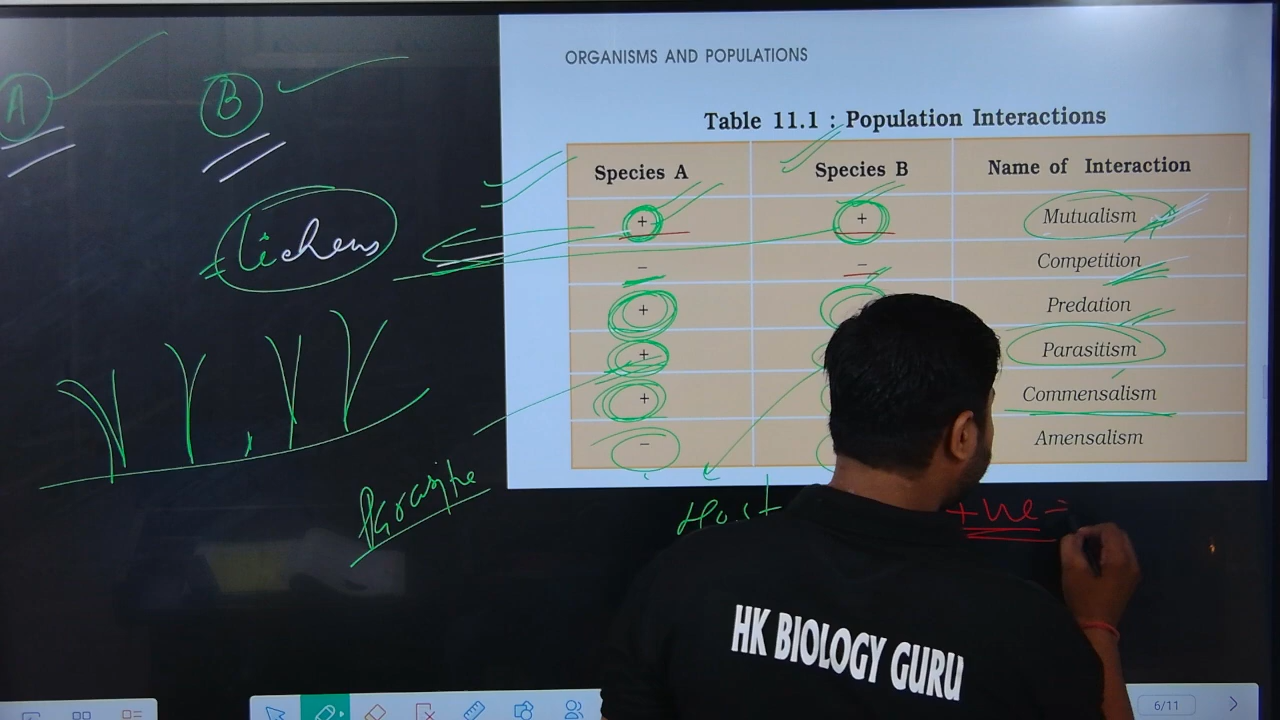 ORGANISMS AND POPULATIONS
Table 11.1 : Population Interactions
Species A Species B Name of Interaction
+ + Mutualism
– – Competition
+ Predation
+ Parasitism
+ Commensalism
– Amensalism
A B
Lichens
Parasite
Host
+ve =
HK BIOLOGY GURU
6/11